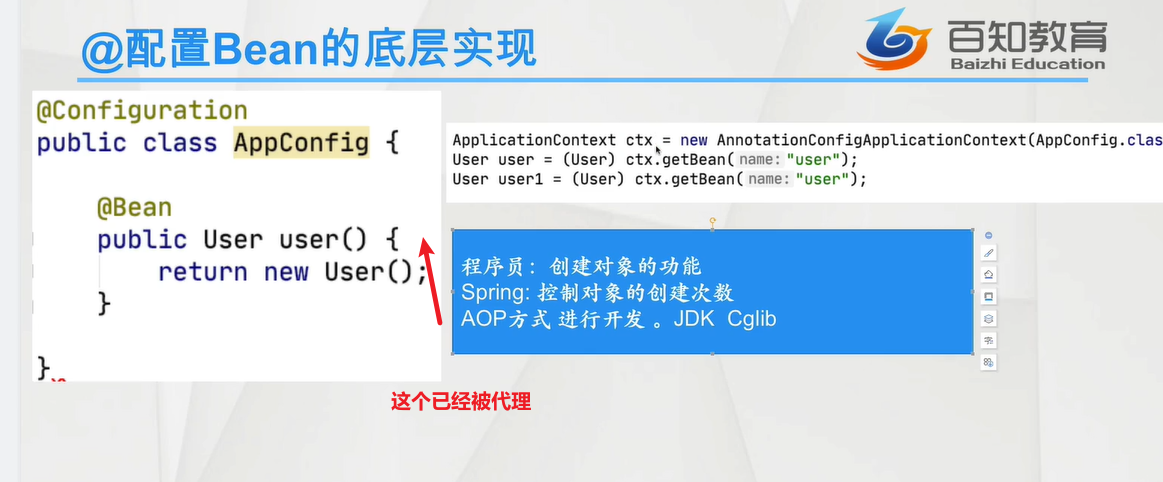 @配置Bean的底层实现
百知教育
Baizhi Education
@Configuration
public class AppConfig {
@Bean
public User user() {
return new User();
}
}
ApplicationContext ctx = new AnnotationConfigApplicationContext(AppConfig.clas
User user = (User) ctx.getBean( name: "user");
User user1 = (User) ctx.getBean( name: "user");
程序员：创建对象的功能
Spring: 控制对象的创建次数
AOP方式 进行开发 。JDK Cglib
这个已经被代理